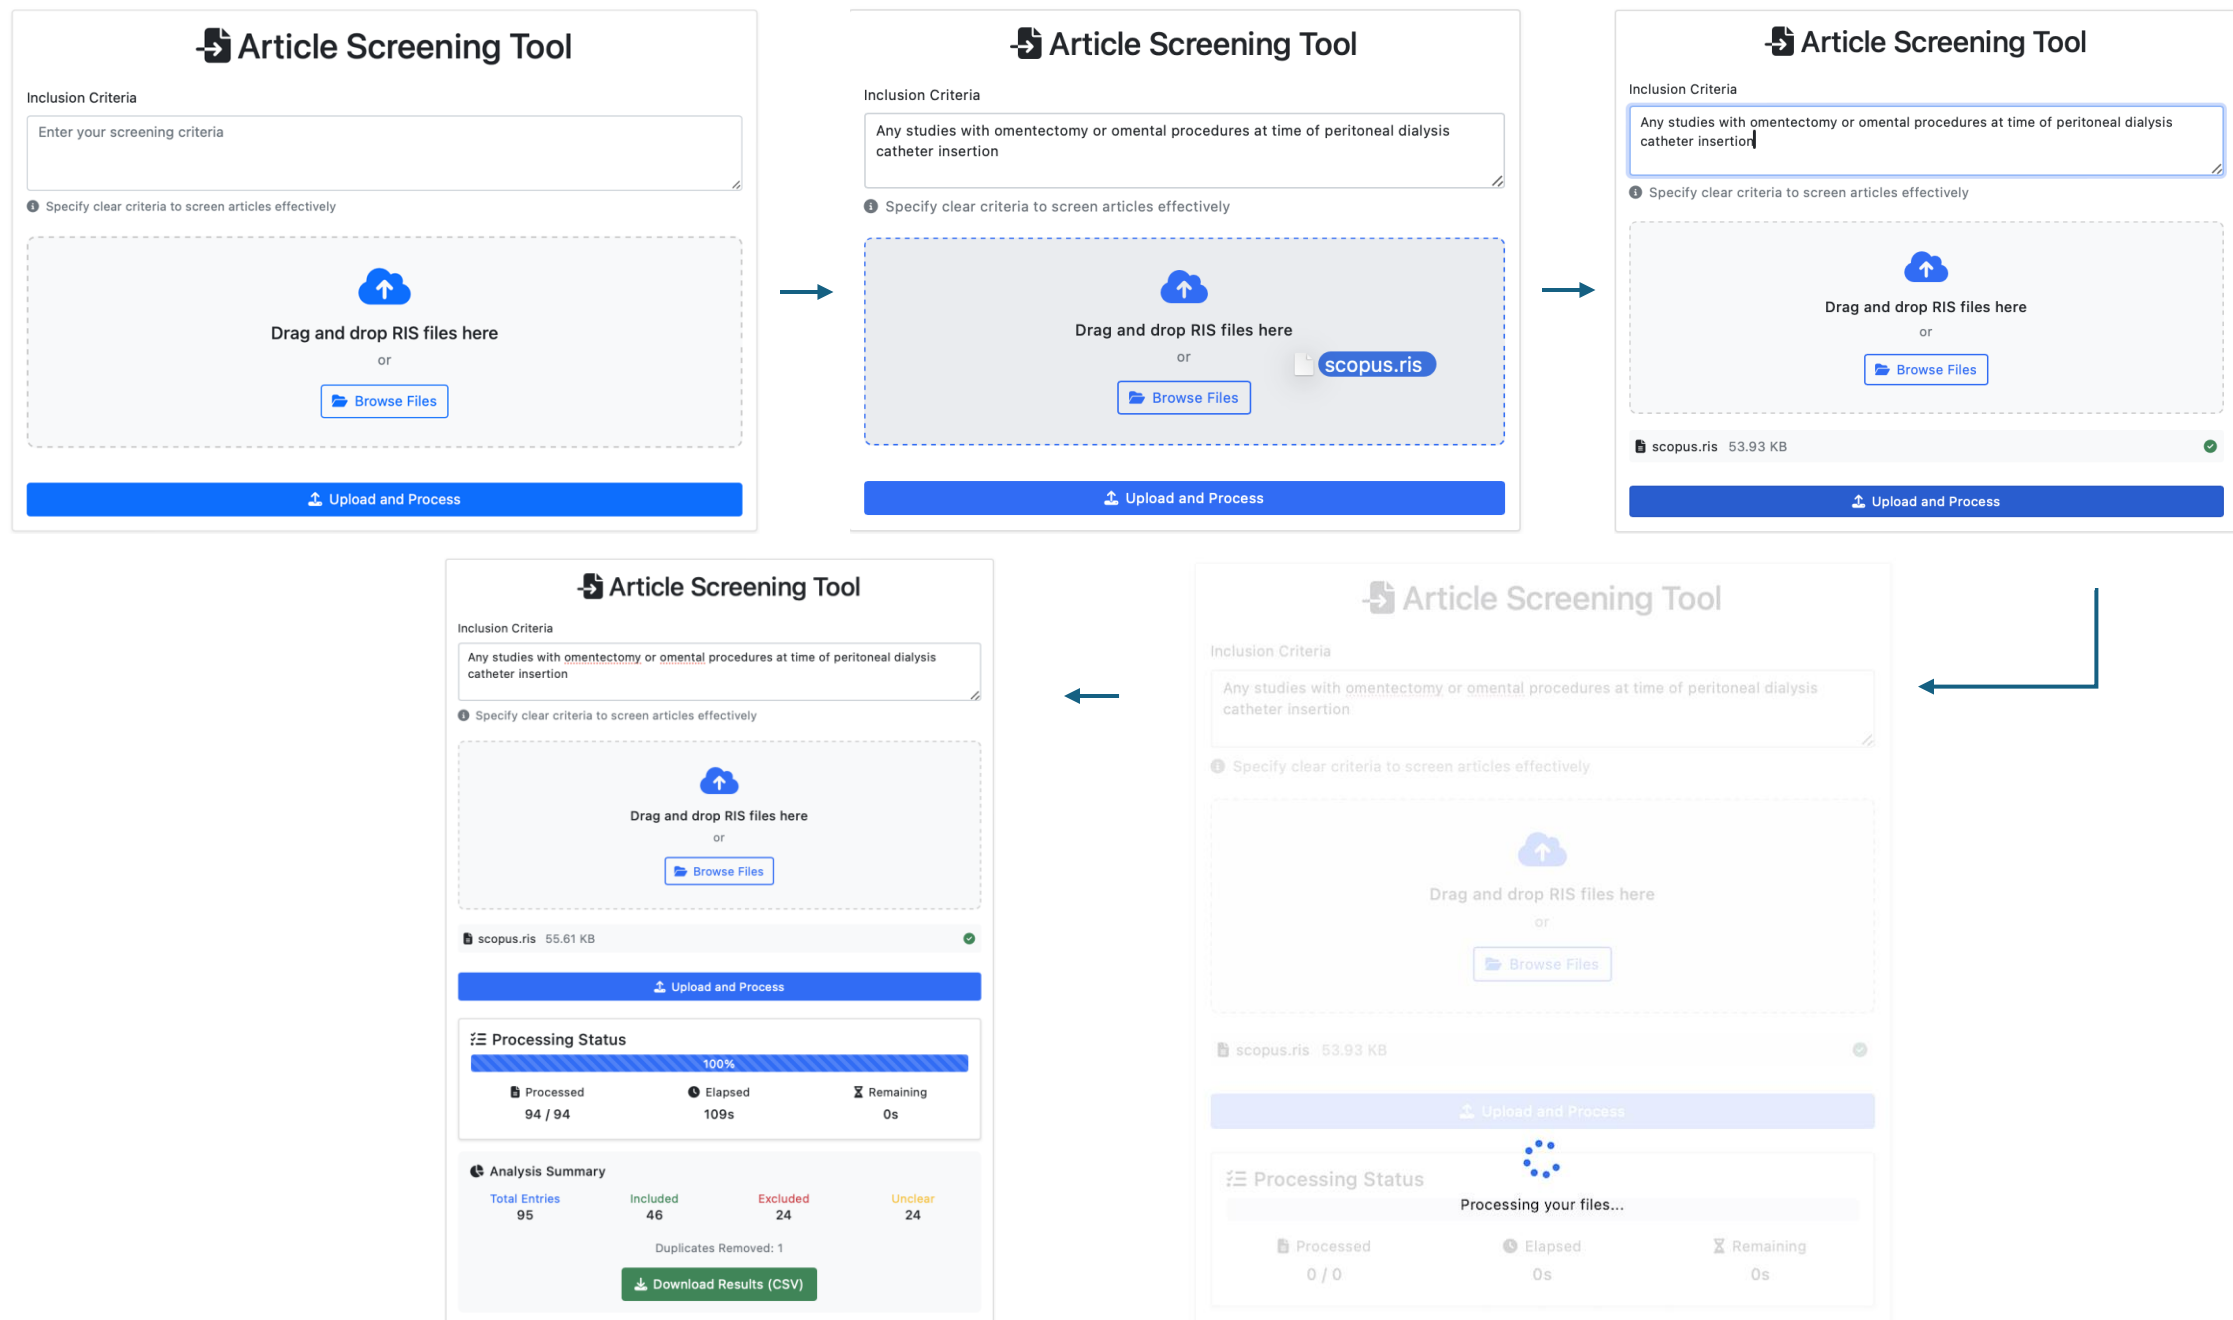 Article Screening Tool
Inclusion Criteria
Enter your screening criteria
Specify clear criteria to screen articles effectively
Drag and drop RIS files here
or
Browse Files
Upload and Process
Article Screening Tool
Inclusion Criteria
Any studies with omentectomy or omental procedures at time of peritoneal dialysis
catheter insertion
Specify clear criteria to screen articles effectively
Drag and drop RIS files here
or
scopus.ris
Browse Files
Upload and Process
Article Screening Tool
Inclusion Criteria
Any studies with omentectomy or omental procedures at time of peritoneal dialysis
catheter insertion
Specify clear criteria to screen articles effectively
Drag and drop RIS files here
or
Browse Files
scopus.ris 53.93 KB
Upload and Process
Article Screening Tool
Inclusion Criteria
Any studies with omentectomy or omental procedures at time of peritoneal dialysis
catheter insertion
Specify clear criteria to screen articles effectively
Drag and drop RIS files here
or
Browse Files
scopus.ris 53.93 KB
Upload and Process
Processing Status
Processing your files...
Processed Elapsed Remaining
0 / 0 0s 0s
Article Screening Tool
Inclusion Criteria
Any studies with omentectomy or omental procedures at time of peritoneal dialysis
catheter insertion
Specify clear criteria to screen articles effectively
Drag and drop RIS files here
or
Browse Files
scopus.ris 55.61 KB
Upload and Process
Processing Status
100%
Processed Elapsed Remaining
94 / 94 109s 0s
Analysis Summary
Total Entries Included Excluded Unclear
95 46 24 24
Duplicates Removed: 1
Download Results (CSV)